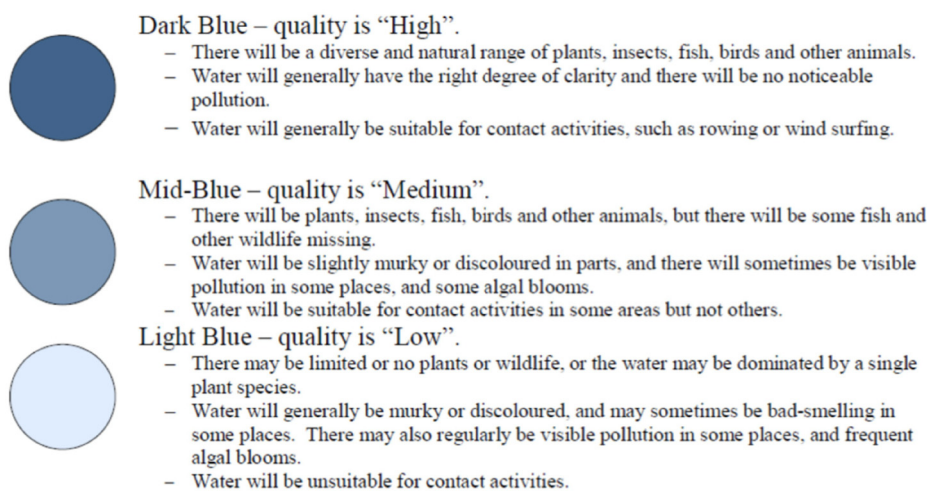 Dark Blue – quality is “High”.
– There will be a diverse and natural range of plants, insects, fish, birds and other animals.
– Water will generally have the right degree of clarity and there will be no noticeable
pollution.
– Water will generally be suitable for contact activities, such as rowing or wind surfing.
Mid-Blue – quality is “Medium”.
– There will be plants, insects, fish, birds and other animals, but there will be some fish and
other wildlife missing.
– Water will be slightly murky or discoloured in parts, and there will sometimes be visible
pollution in some places, and some algal blooms.
– Water will be suitable for contact activities in some areas but not others.
Light Blue – quality is “Low”.
– There may be limited or no plants or wildlife, or the water may be dominated by a single
plant species.
– Water will generally be murky or discoloured, and may sometimes be bad-smelling in
some places. There may also regularly be visible pollution in some places, and frequent
algal blooms.
– Water will be unsuitable for contact activities.